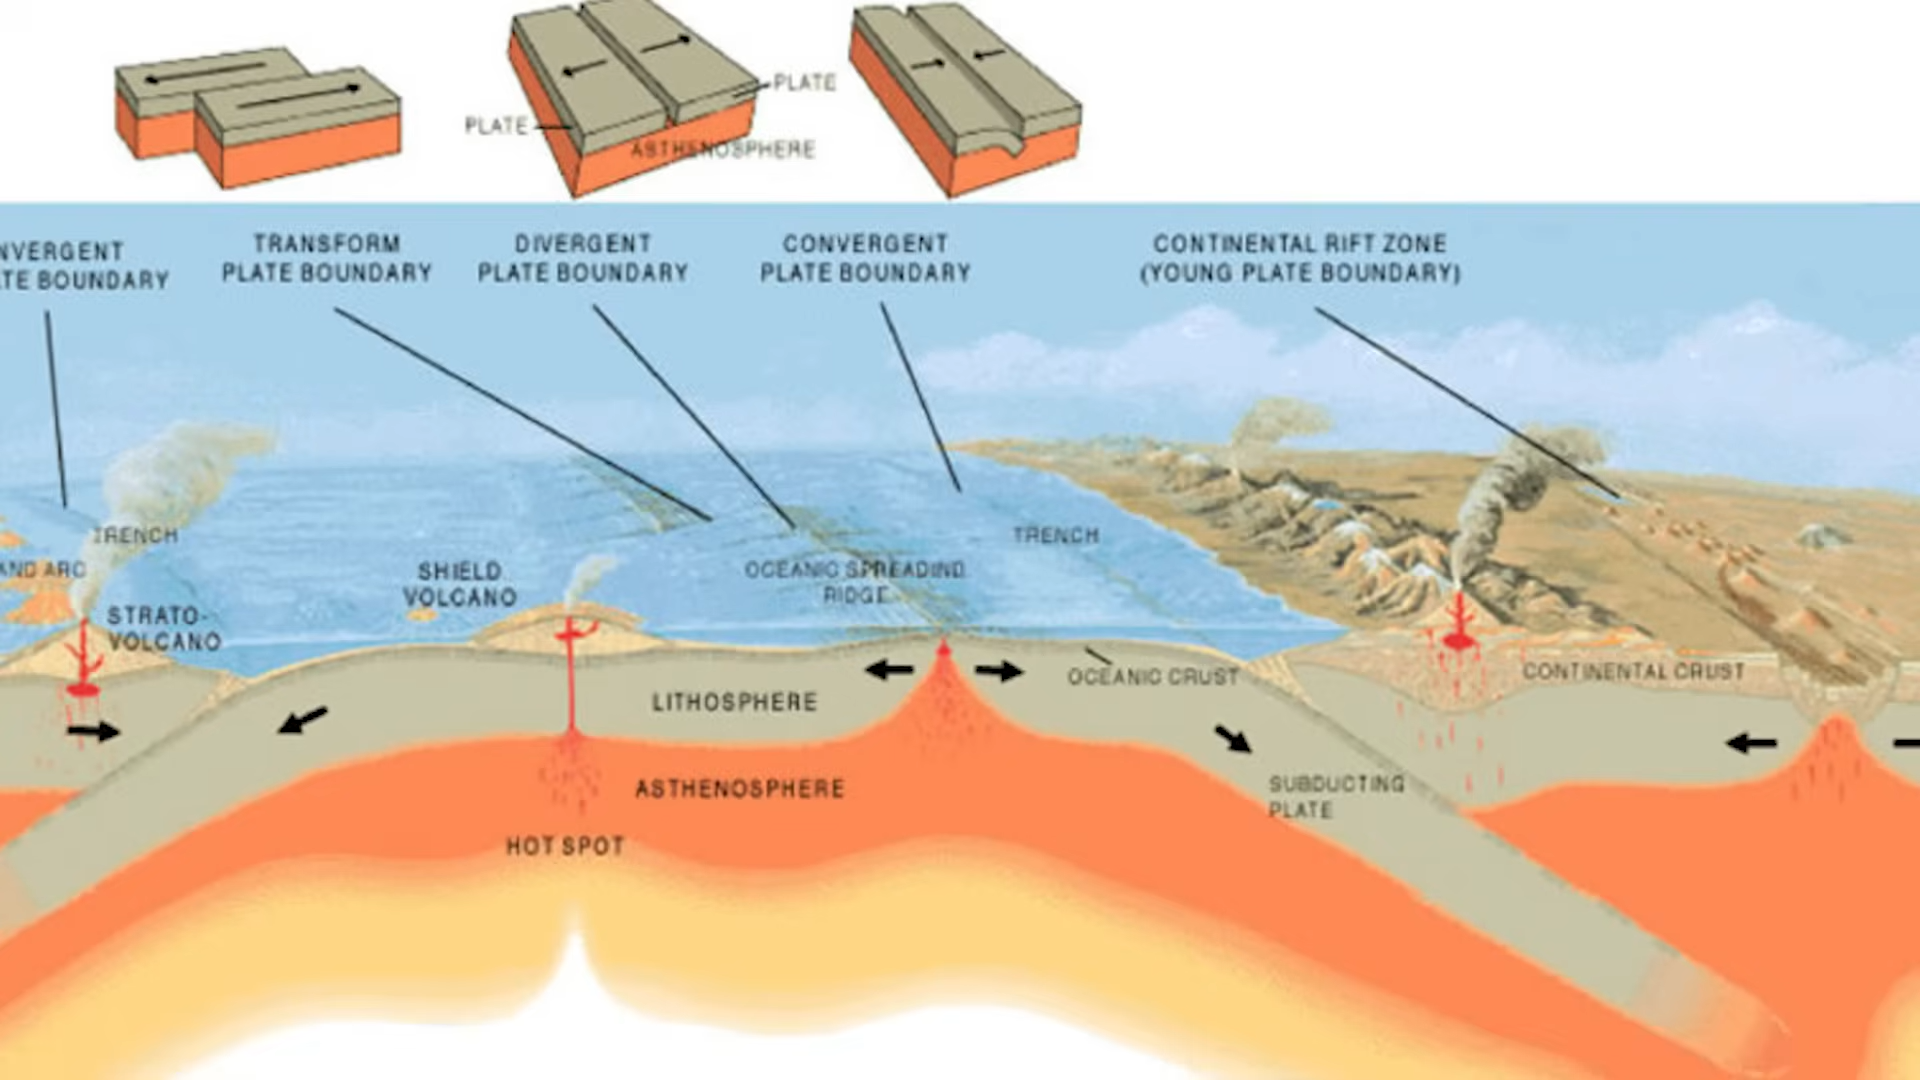 PLATE
PLATE
ASTHENOSPHERE
NVERGENT
TE BOUNDARY
TRANSFORM
PLATE BOUNDARY
DIVERGENT
PLATE BOUNDARY
CONVERGENT
PLATE BOUNDARY
CONTINENTAL RIFT ZONE
(YOUNG PLATE BOUNDARY)
TRENCH
AND ARC
STRATO-
VOLCANO
SHIELD
VOLCANO
OCEANIC SPREADING
RIDGE
TRENCH
LITHOSPHERE
OCEANIC CRUST
CONTINENTAL CRUST
ASTHENOSPHERE
SUBDUCTING
PLATE
HOT SPOT